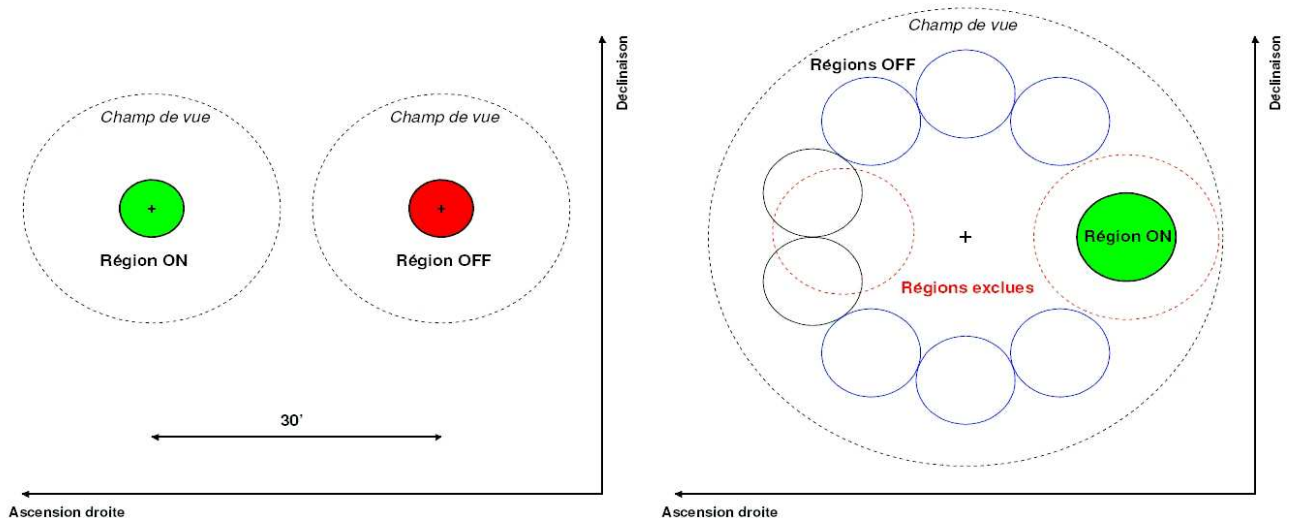 Champ de vue
Champ de vue
Région ON
Région OFF
30'
Déclinaison
Ascension droite
Champ de vue
Régions OFF
Région ON
Régions exclues
Déclinaison
Ascension droite